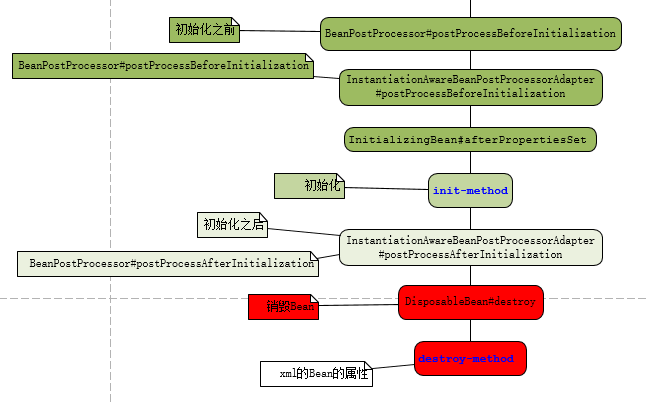 初始化之前
BeanPostProcessor#postProcessBeforeInitialization
BeanPostProcessor#postProcessBeforeInitialization
InstantiationAwareBeanPostProcessorAdapter
#postProcessBeforeInitialization
InitializingBean#afterPropertiesSet
初始化
init-method
初始化之后
InstantiationAwareBeanPostProcessorAdapter
#postProcessAfterInitialization
BeanPostProcessor#postProcessAfterInitialization
销毁Bean
DisposableBean#destroy
destroy-method
xml的Bean的属性